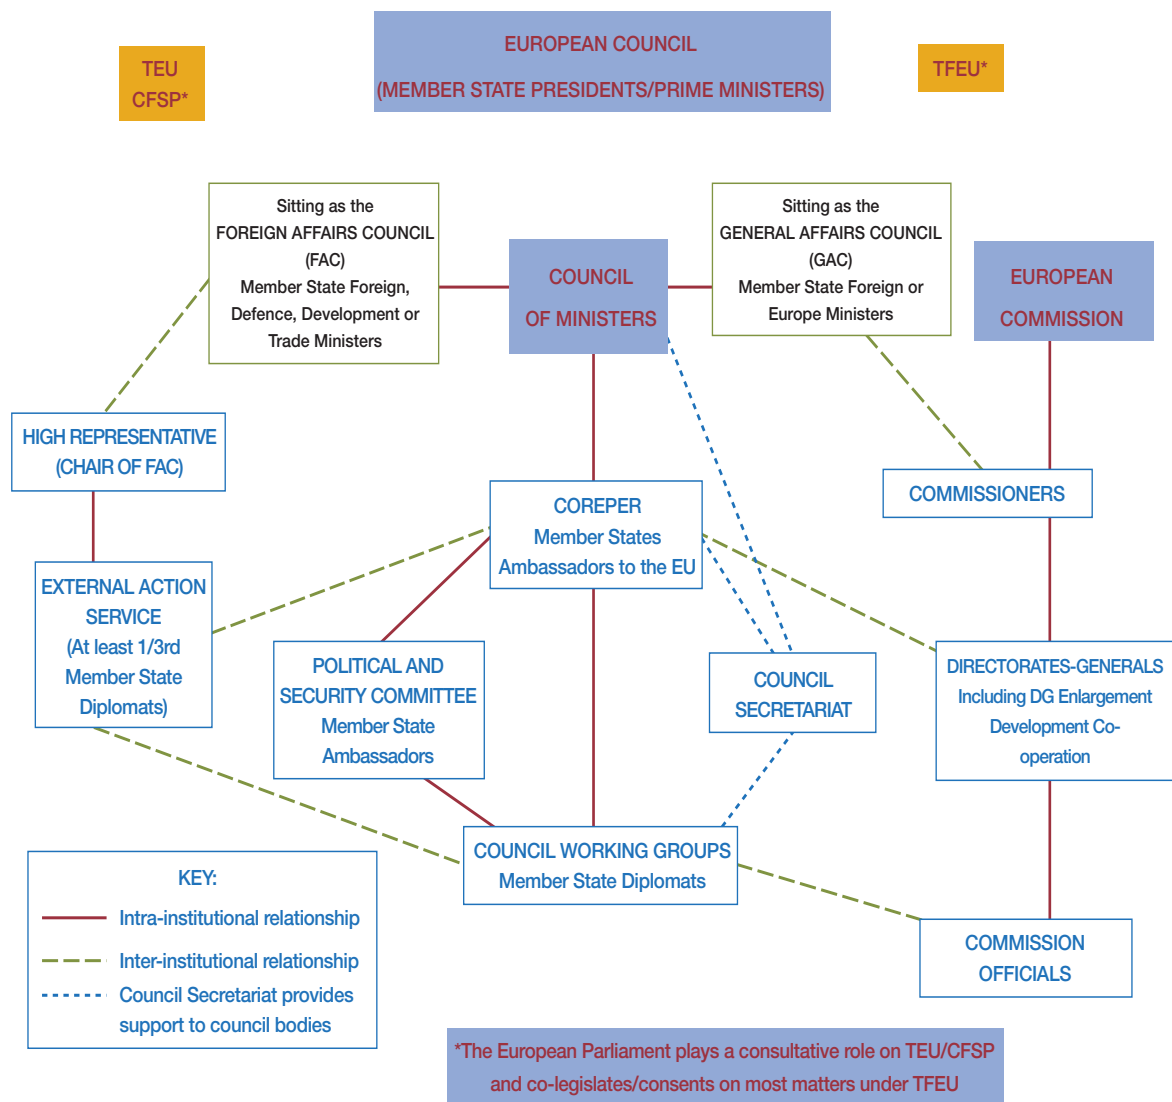 TEU
CFSP*
EUROPEAN COUNCIL
(MEMBER STATE PRESIDENTS/PRIME MINISTERS)
TFEU*
Sitting as the
FOREIGN AFFAIRS COUNCIL
(FAC)
Member State Foreign,
Defence, Development or
Trade Ministers
COUNCIL
OF MINISTERS
Sitting as the
GENERAL AFFAIRS COUNCIL
(GAC)
Member State Foreign or
Europe Ministers
EUROPEAN
COMMISSION
HIGH REPRESENTATIVE
(CHAIR OF FAC)
COREPER
Member States
Ambassadors to the EU
COMMISSIONERS
EXTERNAL ACTION
SERVICE
(At least 1/3rd
Member State
Diplomats)
POLITICAL AND
SECURITY COMMITTEE
Member State
Ambassadors
COUNCIL
SECRETARIAT
DIRECTORATES-GENERALS
Including DG Enlargement
Development Co-
operation
COUNCIL WORKING GROUPS
Member State Diplomats
COMMISSION
OFFICIALS
KEY:
Intra-institutional relationship
Inter-institutional relationship
Council Secretariat provides
support to council bodies
*The European Parliament plays a consultative role on TEU/CFSP
and co-legislates/consents on most matters under TFEU